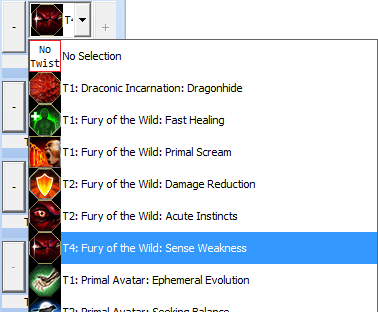 T4
No Twist
No Selection
T1: Draconic Incarnation: Dragonhide
T1: Fury of the Wild: Fast Healing
T1: Fury of the Wild: Primal Scream
T2: Fury of the Wild: Damage Reduction
T2: Fury of the Wild: Acute Instincts
T4: Fury of the Wild: Sense Weakness
T1: Primal Avatar: Ephemeral Evolution
T2: Primal Avatar: Seeking Balance